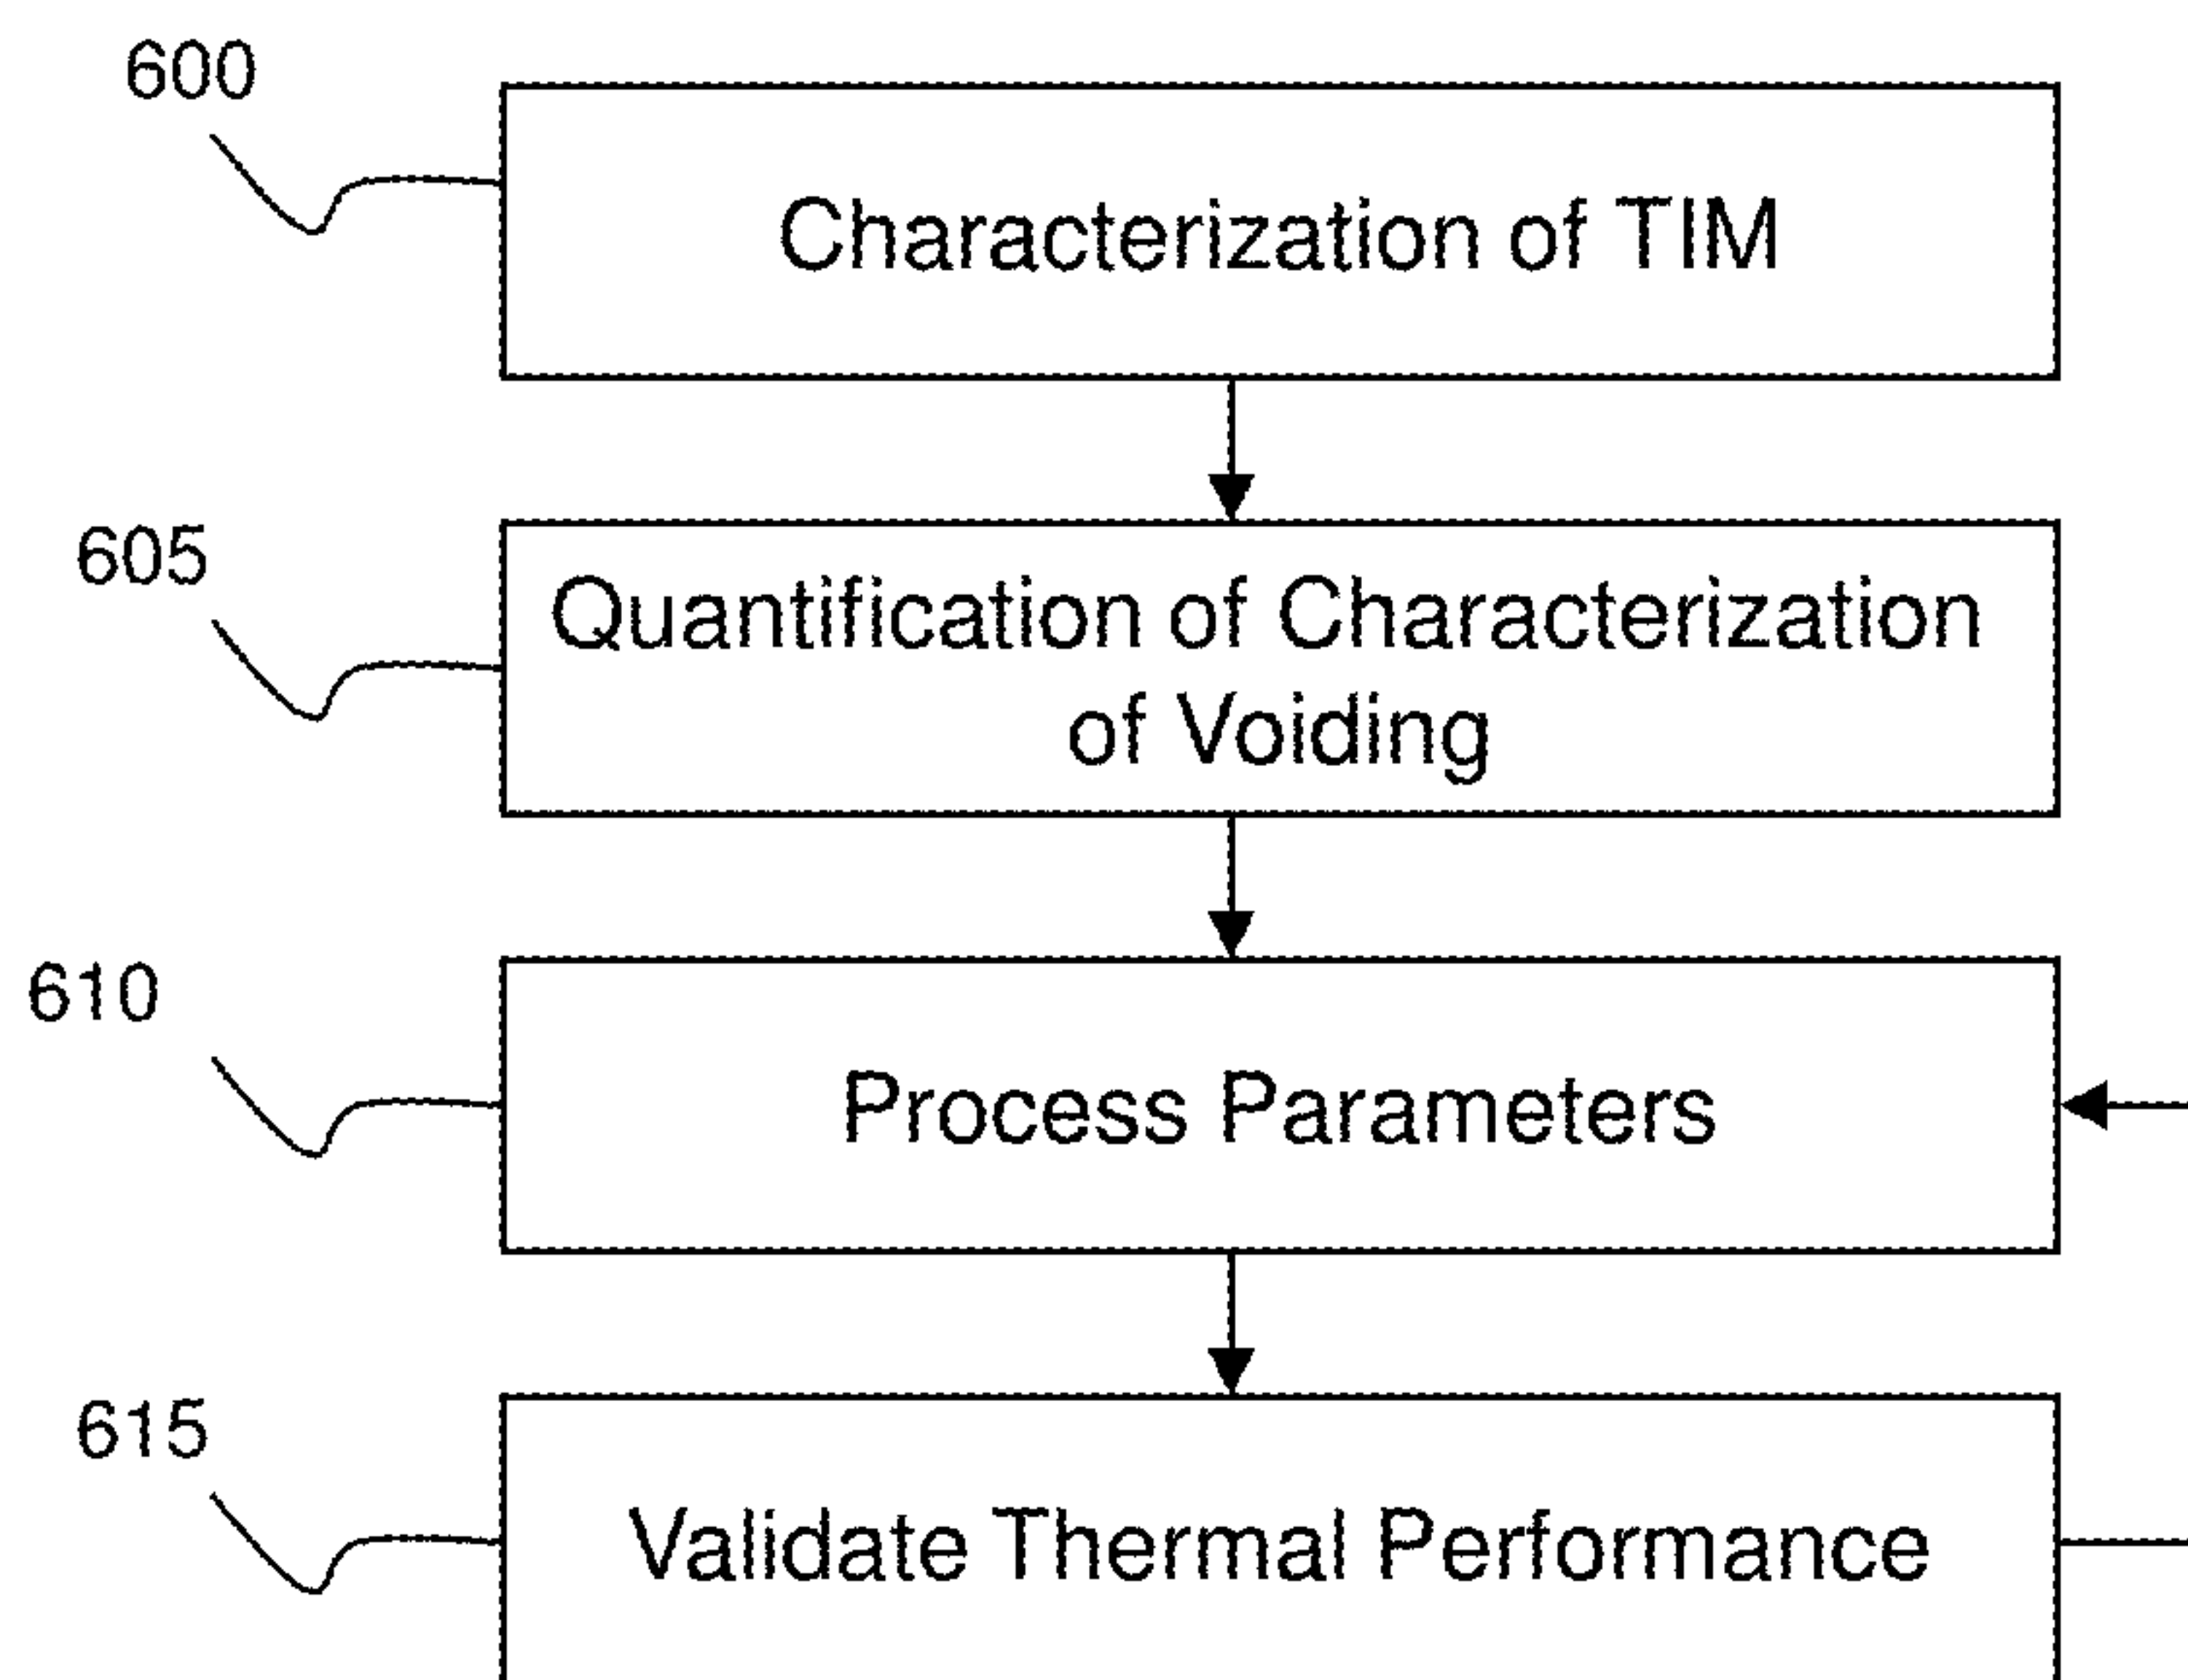 600
Characterization of TIM
605
Quantification of Characterization
of Voiding
610
Process Parameters
615
Validate Thermal Performance